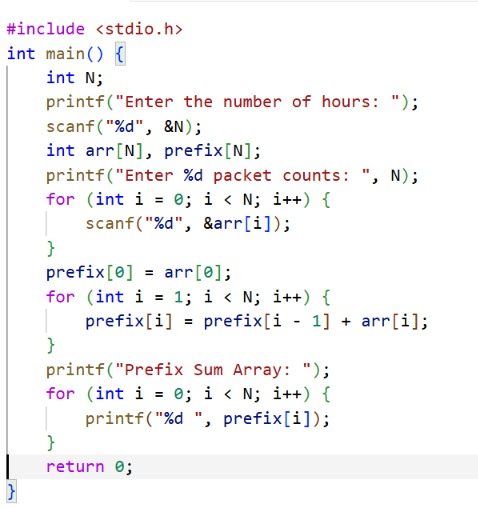 #include <stdio.h>
int main() {
    int N;
    printf("Enter the number of hours: ");
    scanf("%d", &N);
    int arr[N], prefix[N];
    printf("Enter %d packet counts: ", N);
    for (int i = 0; i < N; i++) {
        scanf("%d", &arr[i]);
    }
    prefix[0] = arr[0];
    for (int i = 1; i < N; i++) {
        prefix[i] = prefix[i - 1] + arr[i];
    }
    printf("Prefix Sum Array: ");
    for (int i = 0; i < N; i++) {
        printf("%d ", prefix[i]);
    }
    return 0;
}